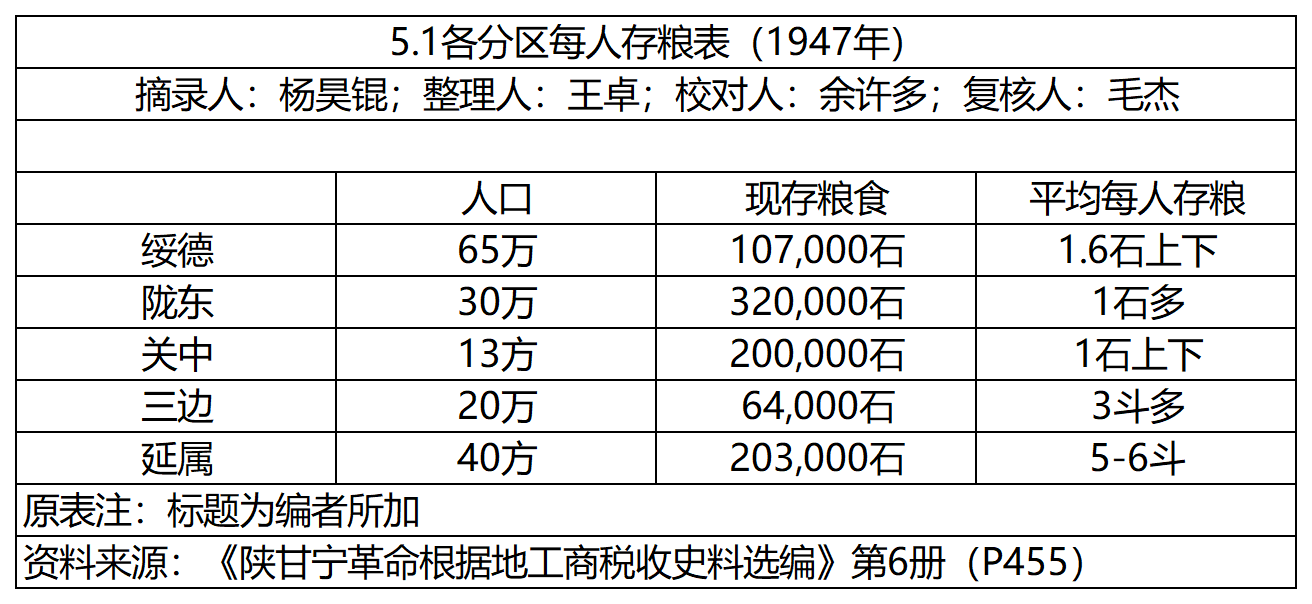 5.1各分区每人存粮表（1947年）
摘录人：杨昊锟；整理人：王卓；校对人：余许多；复核人：毛杰
人口 现存粮食 平均每人存粮
绥德 65万 107,000石 1.6石上下
陇东 30万 320,000石 1石多
关中 13方 200,000石 1石上下
三边 20万 64,000石 3斗多
延属 40方 203,000石 5-6斗
原表注：标题为编者所加
资料来源：《陕甘宁革命根据地工商税收史料选编》第6册（P455）